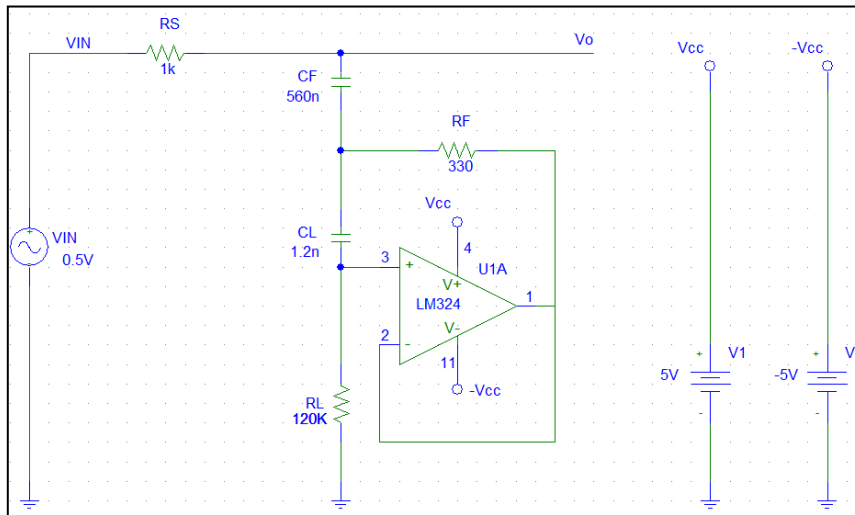 VIN
RS
1k
Vo
CF
560n
RF
330
Vcc
-Vcc
CL
1.2n
Vcc
4
3
+
U1A
V+
LM324
1
V-
2
-
11
-Vcc
VIN
+
0.5V
-
RL
120K
+
V1
5V
-
+
V
-5V
-